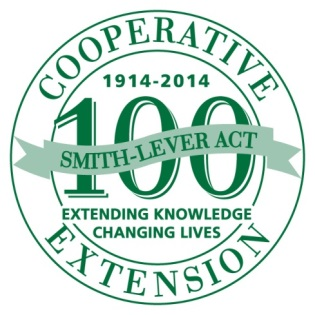 COOPERATIVE
1914-2014
100
SMITH-LEVER ACT
EXTENDING KNOWLEDGE
CHANGING LIVES
EXTENSION